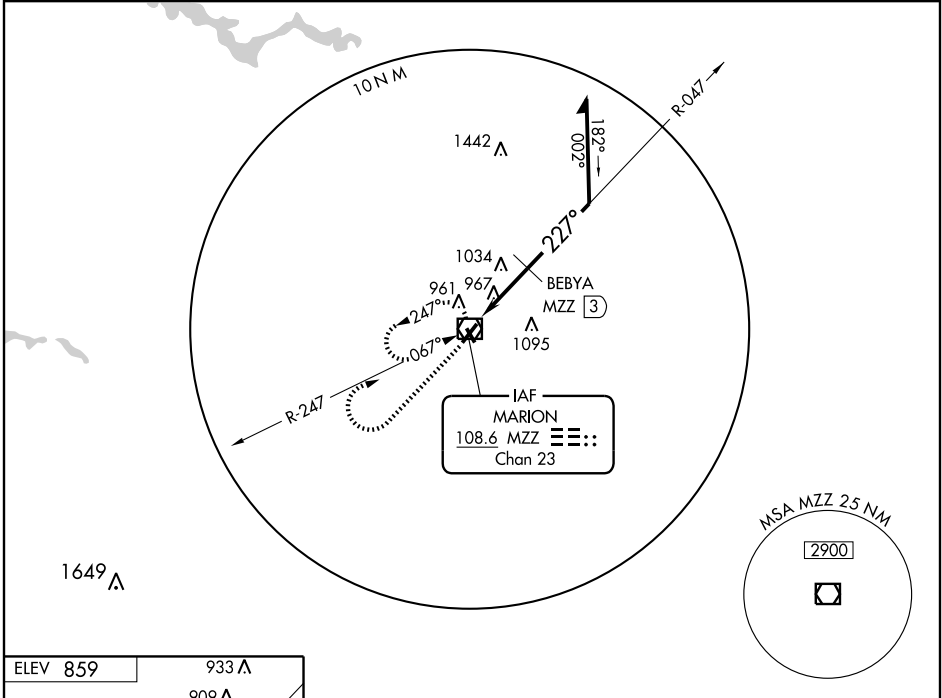 10 NM
R-047
1442
182°
002°
227°
1034
961 967
BEBYA
MZZ 3
247°
1095
067°
R-247
IAF
MARION
108.6 MZZ
Chan 23
MSA MZZ 25 NM
2900
1649
ELEV 859
933
909